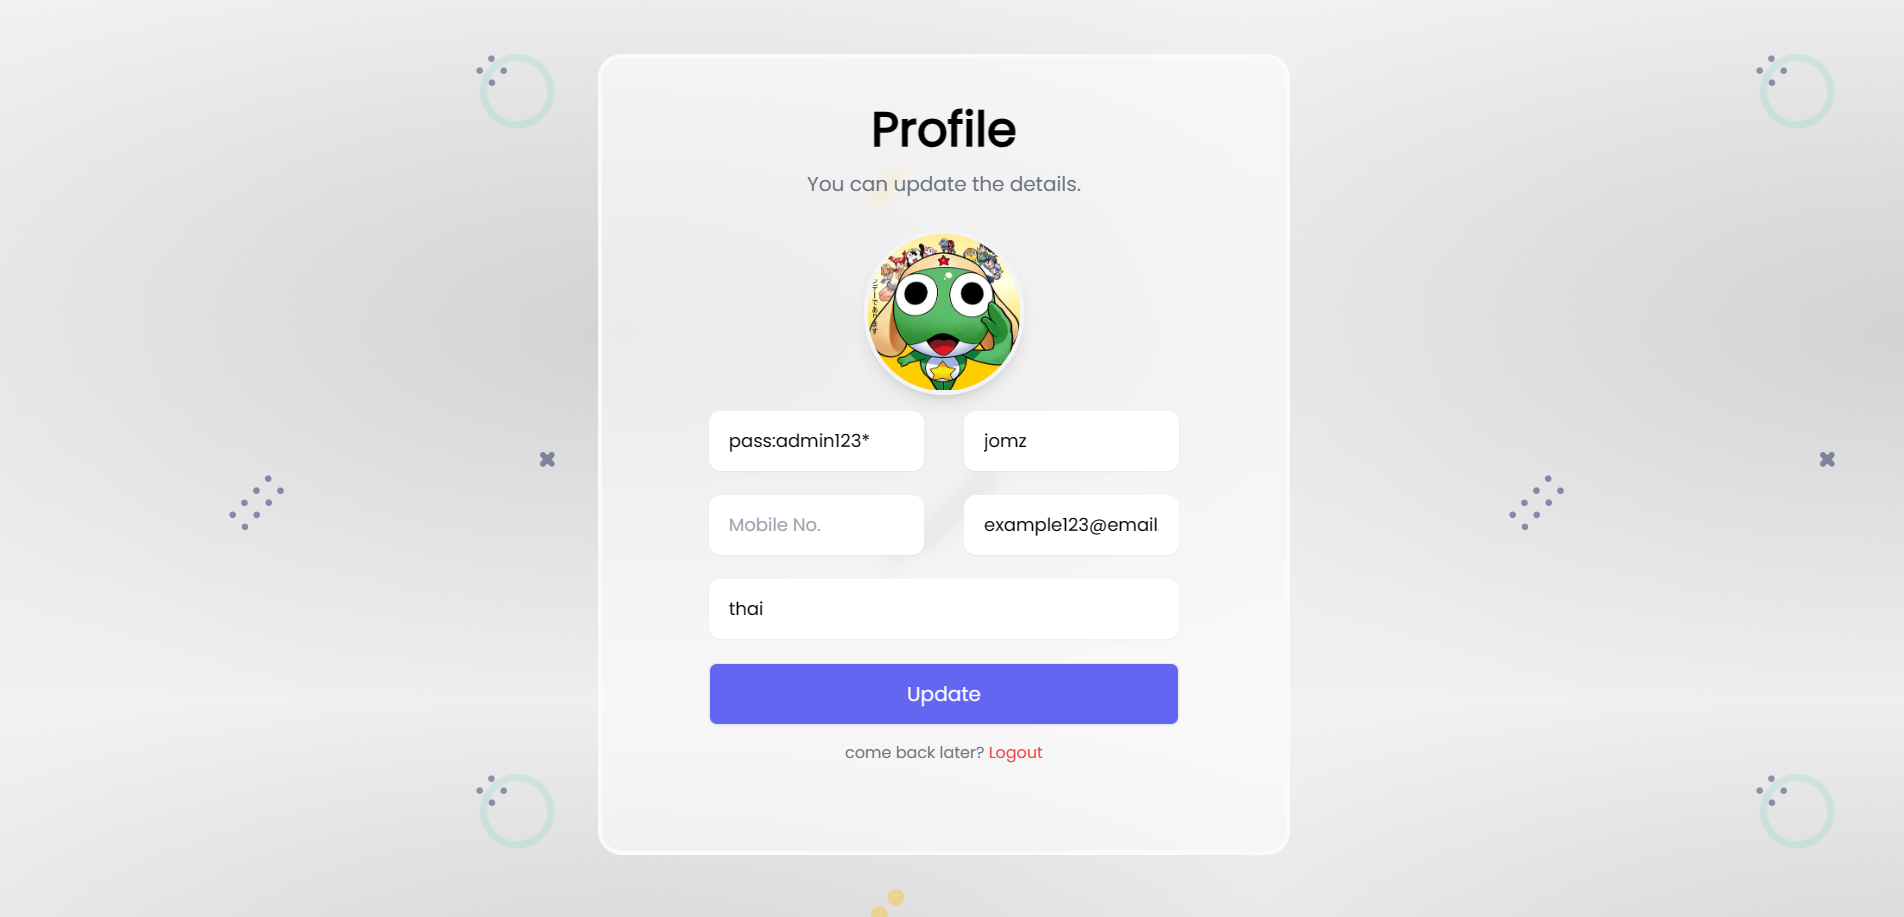 Profile
You can update the details.
pass:admin123*
jomz
Mobile No.
example123@email
thai
Update
come back later? Logout